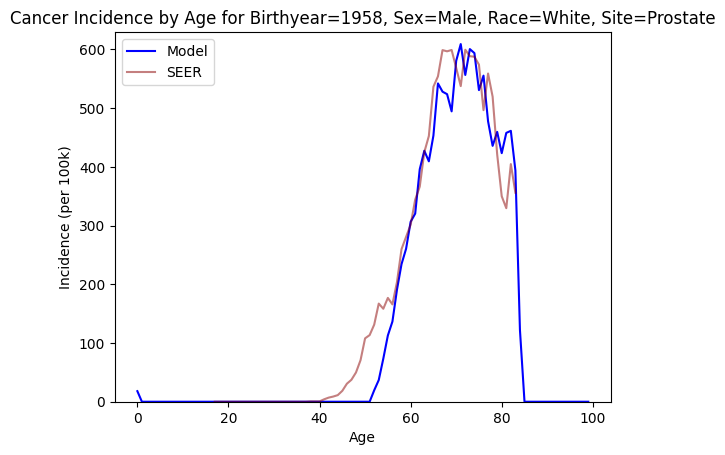 Cancer Incidence by Age for Birthyear=1958, Sex=Male, Race=White, Site=Prostate
Model
SEER
600
500
400
300
200
100
0
Incidence (per 100k)
0 20 40 60 80 100
Age